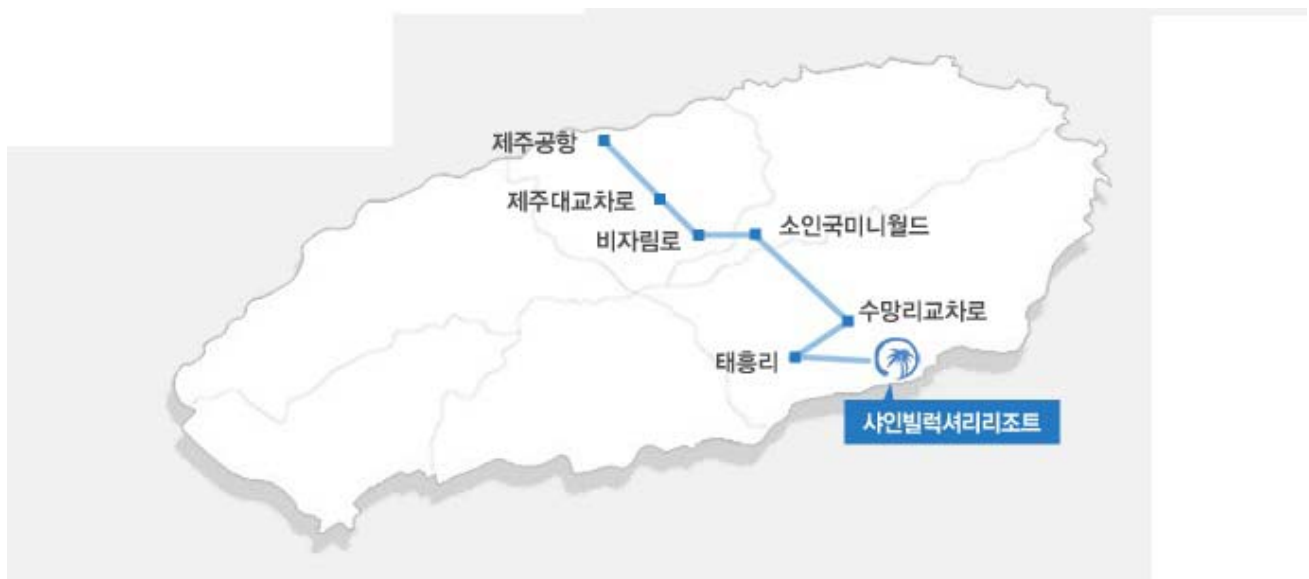 제주공항
제주대교차로
비자림로
소인국미니월드
수망리교차로
태흥리
샤인빌럭셔리리조트